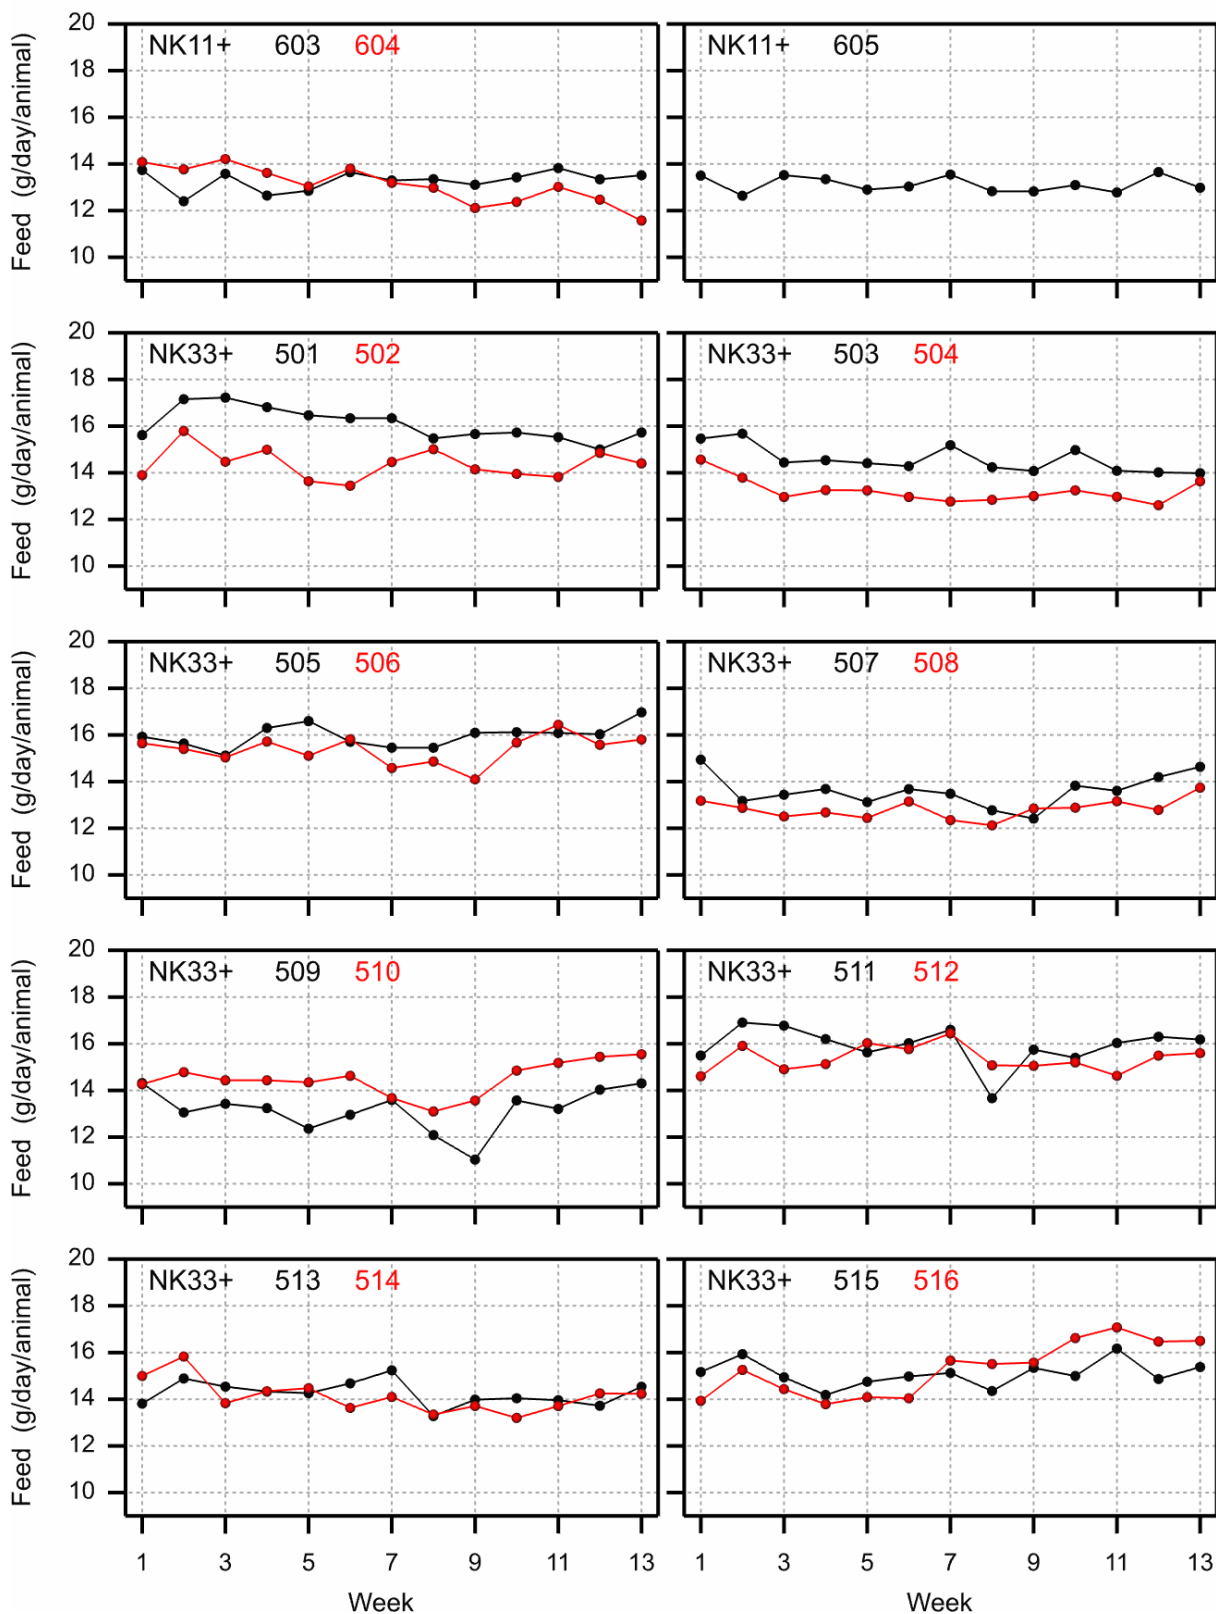 NK11+ 603 604
NK11+ 605
20
18
16
14
12
10
Feed (g/day/animal)
NK33+ 501 502
NK33+ 503 504
20
18
16
14
12
10
Feed (g/day/animal)
NK33+ 505 506
NK33+ 507 508
20
18
16
14
12
10
Feed (g/day/animal)
NK33+ 509 510
NK33+ 511 512
20
18
16
14
12
10
Feed (g/day/animal)
NK33+ 513 514
NK33+ 515 516
20
18
16
14
12
10
Feed (g/day/animal)
1 3 5 7 9 11 13
1 3 5 7 9 11 13
Week
Week